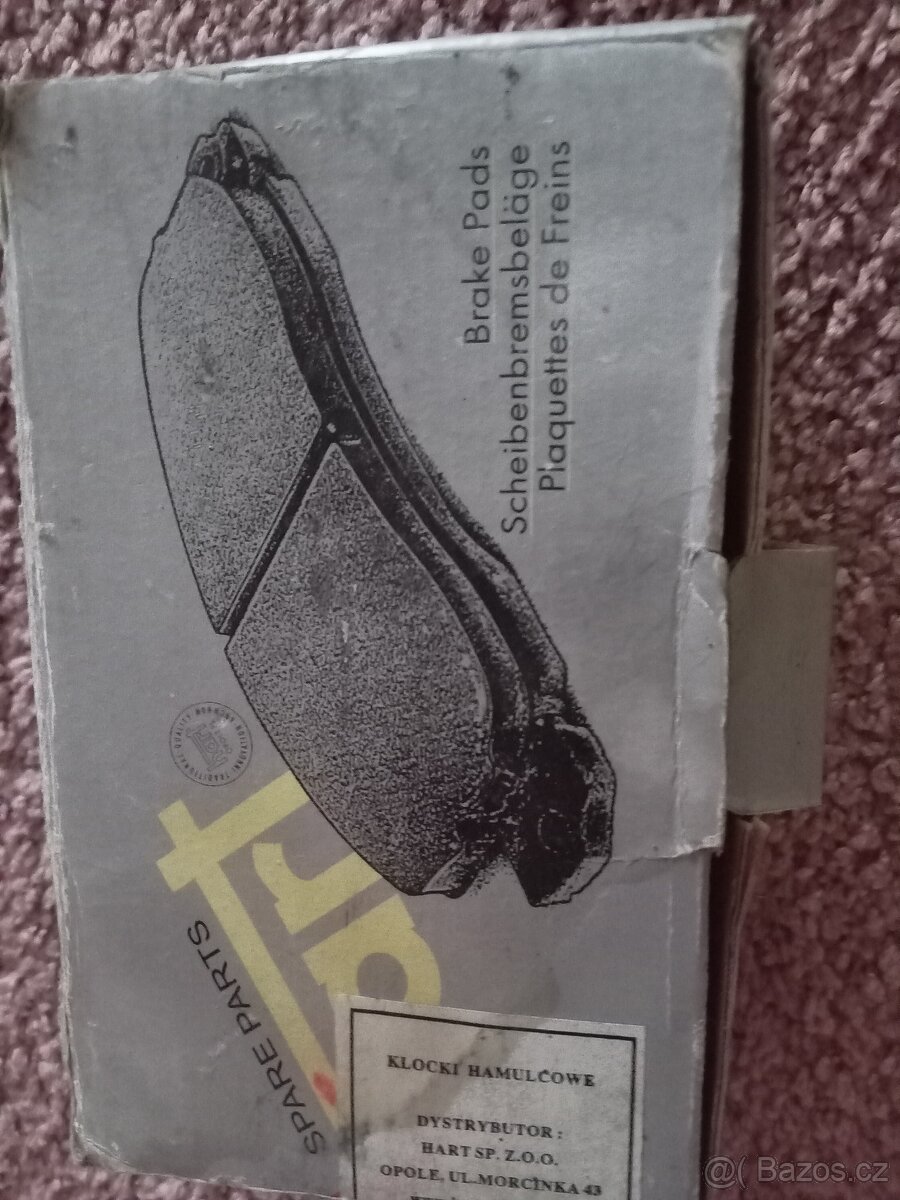 Brake Pads
Scheibenbremsbeläge
Plaquettes de Freins
SPARE PARTS
KLOCKI HAMULCOWE
DYSTRYBUTOR :
HART SP. Z.O.O.
OPOLE, UL.MORCINKA 43
@( Bazos.cz